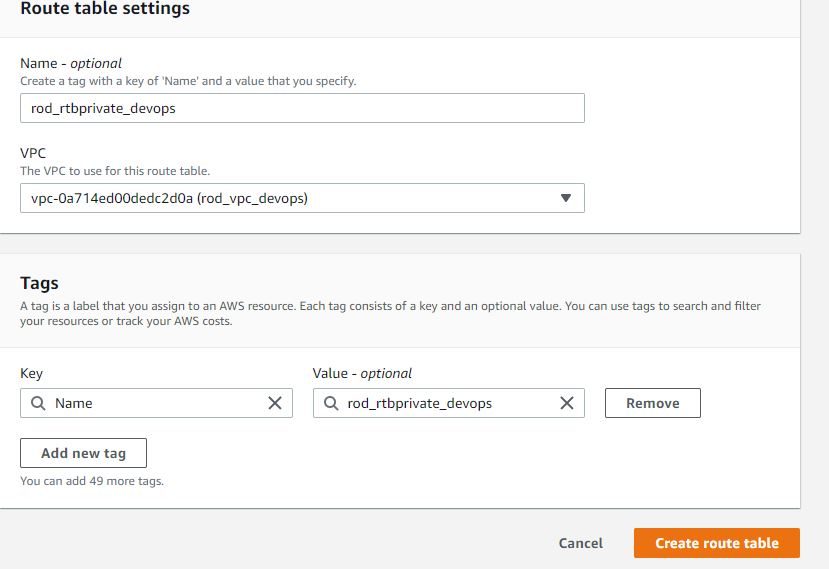 Route table settings
Name - optional
Create a tag with a key of 'Name' and a value that you specify.
rod_rtbprivate_devops
VPC
The VPC to use for this route table.
vpc-0a714ed00dedc2d0a (rod_vpc_devops)
Tags
A tag is a label that you assign to an AWS resource. Each tag consists of a key and an optional value. You can use tags to search and filter
your resources or track your AWS costs.
Key
Value - optional
Name
rod_rtbprivate_devops
Remove
Add new tag
You can add 49 more tags.
Cancel
Create route table